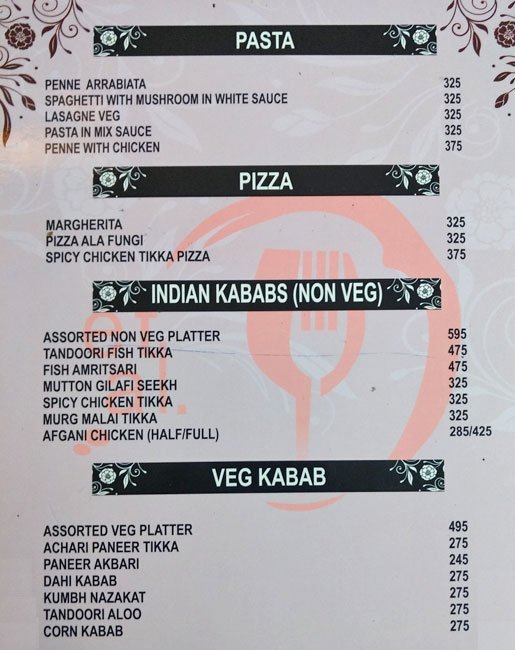 PASTA
PENNE ARRABIATA 325
SPAGHETTI WITH MUSHROOM IN WHITE SAUCE 325
LASAGNE VEG 325
PASTA IN MIX SAUCE 325
PENNE WITH CHICKEN 375
PIZZA
MARGHERITA 325
PIZZA ALA FUNGI 325
SPICY CHICKEN TIKKA PIZZA 375
INDIAN KABABS (NON VEG)
ASSORTED NON VEG PLATTER 595
TANDOORI FISH TIKKA 475
FISH AMRITSARI 475
MUTTON GILAFI SEEKH 325
SPICY CHICKEN TIKKA 325
MURG MALAI TIKKA 325
AFGANI CHICKEN (HALF/FULL) 285/425
VEG KABAB
ASSORTED VEG PLATTER 495
ACHARI PANEER TIKKA 275
PANEER AKBARI 245
DAHI KABAB 275
KUMBH NAZAKAT 275
TANDOORI ALOO 275
CORN KABAB 275